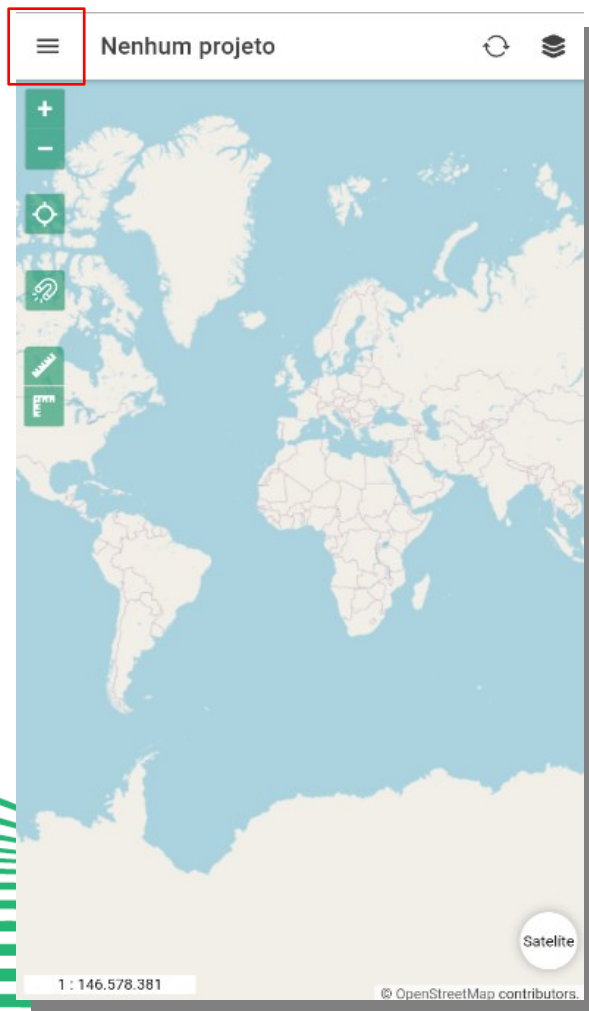 Nenhum projeto
+
−
Satelite
1 : 146.578.381
© OpenStreetMap contributors.